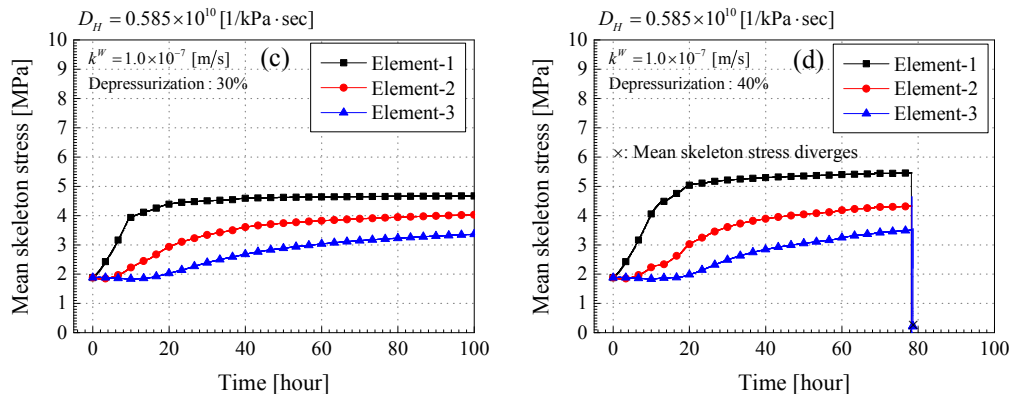 D_H = 0.585×10^10 [1/kPa·sec]
k^W = 1.0×10^-7 [m/s]
(c)
Depressurization : 30%
Element-1
Element-2
Element-3
Mean skeleton stress [MPa]
10
9
8
7
6
5
4
3
2
1
0
0 20 40 60 80 100
Time [hour]
D_H = 0.585×10^10 [1/kPa·sec]
k^W = 1.0×10^-7 [m/s]
(d)
Depressurization : 40%
Element-1
Element-2
Element-3
×: Mean skeleton stress diverges
Mean skeleton stress [MPa]
10
9
8
7
6
5
4
3
2
1
0
0 20 40 60 80 100
Time [hour]